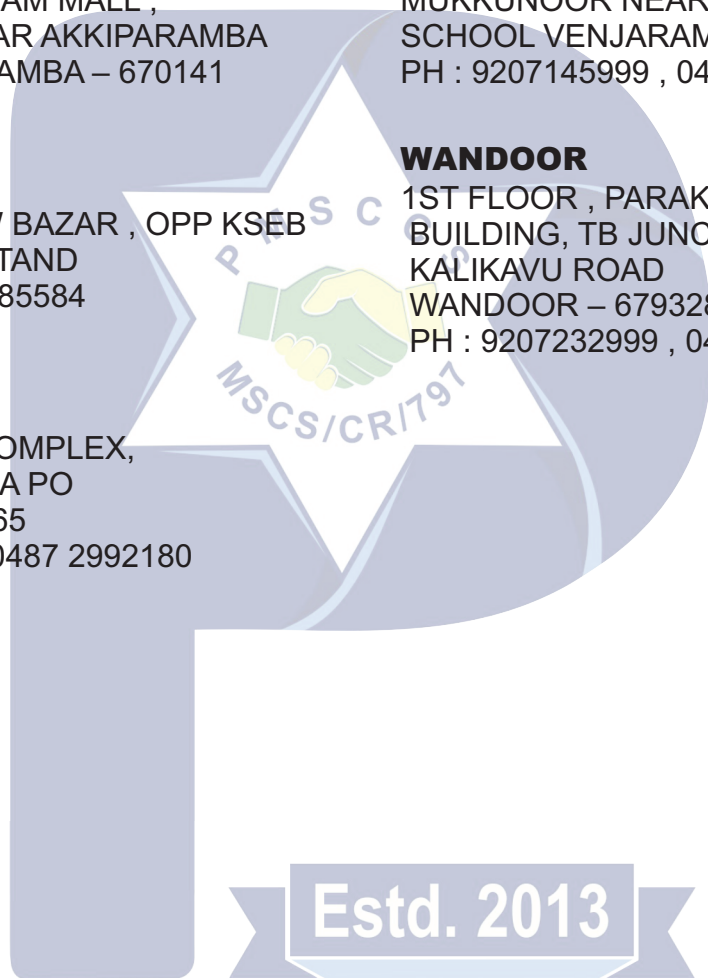 AM MALL ,
AR AKKIPARAMBA
AMBA – 670141
BAZAR , OPP KSEB
TAND
85584
OMPLEX,
A PO
65
0487 2992180
MUKKUNOOR NEAR
SCHOOL VENJARAM
PH : 9207145999 , 04
WANDOOR
1ST FLOOR , PARAK
BUILDING, TB JUNC
KALIKAVU ROAD
WANDOOR – 679328
PH : 9207232999 , 04
P M S C O S
MSCS/CR/797
Estd. 2013